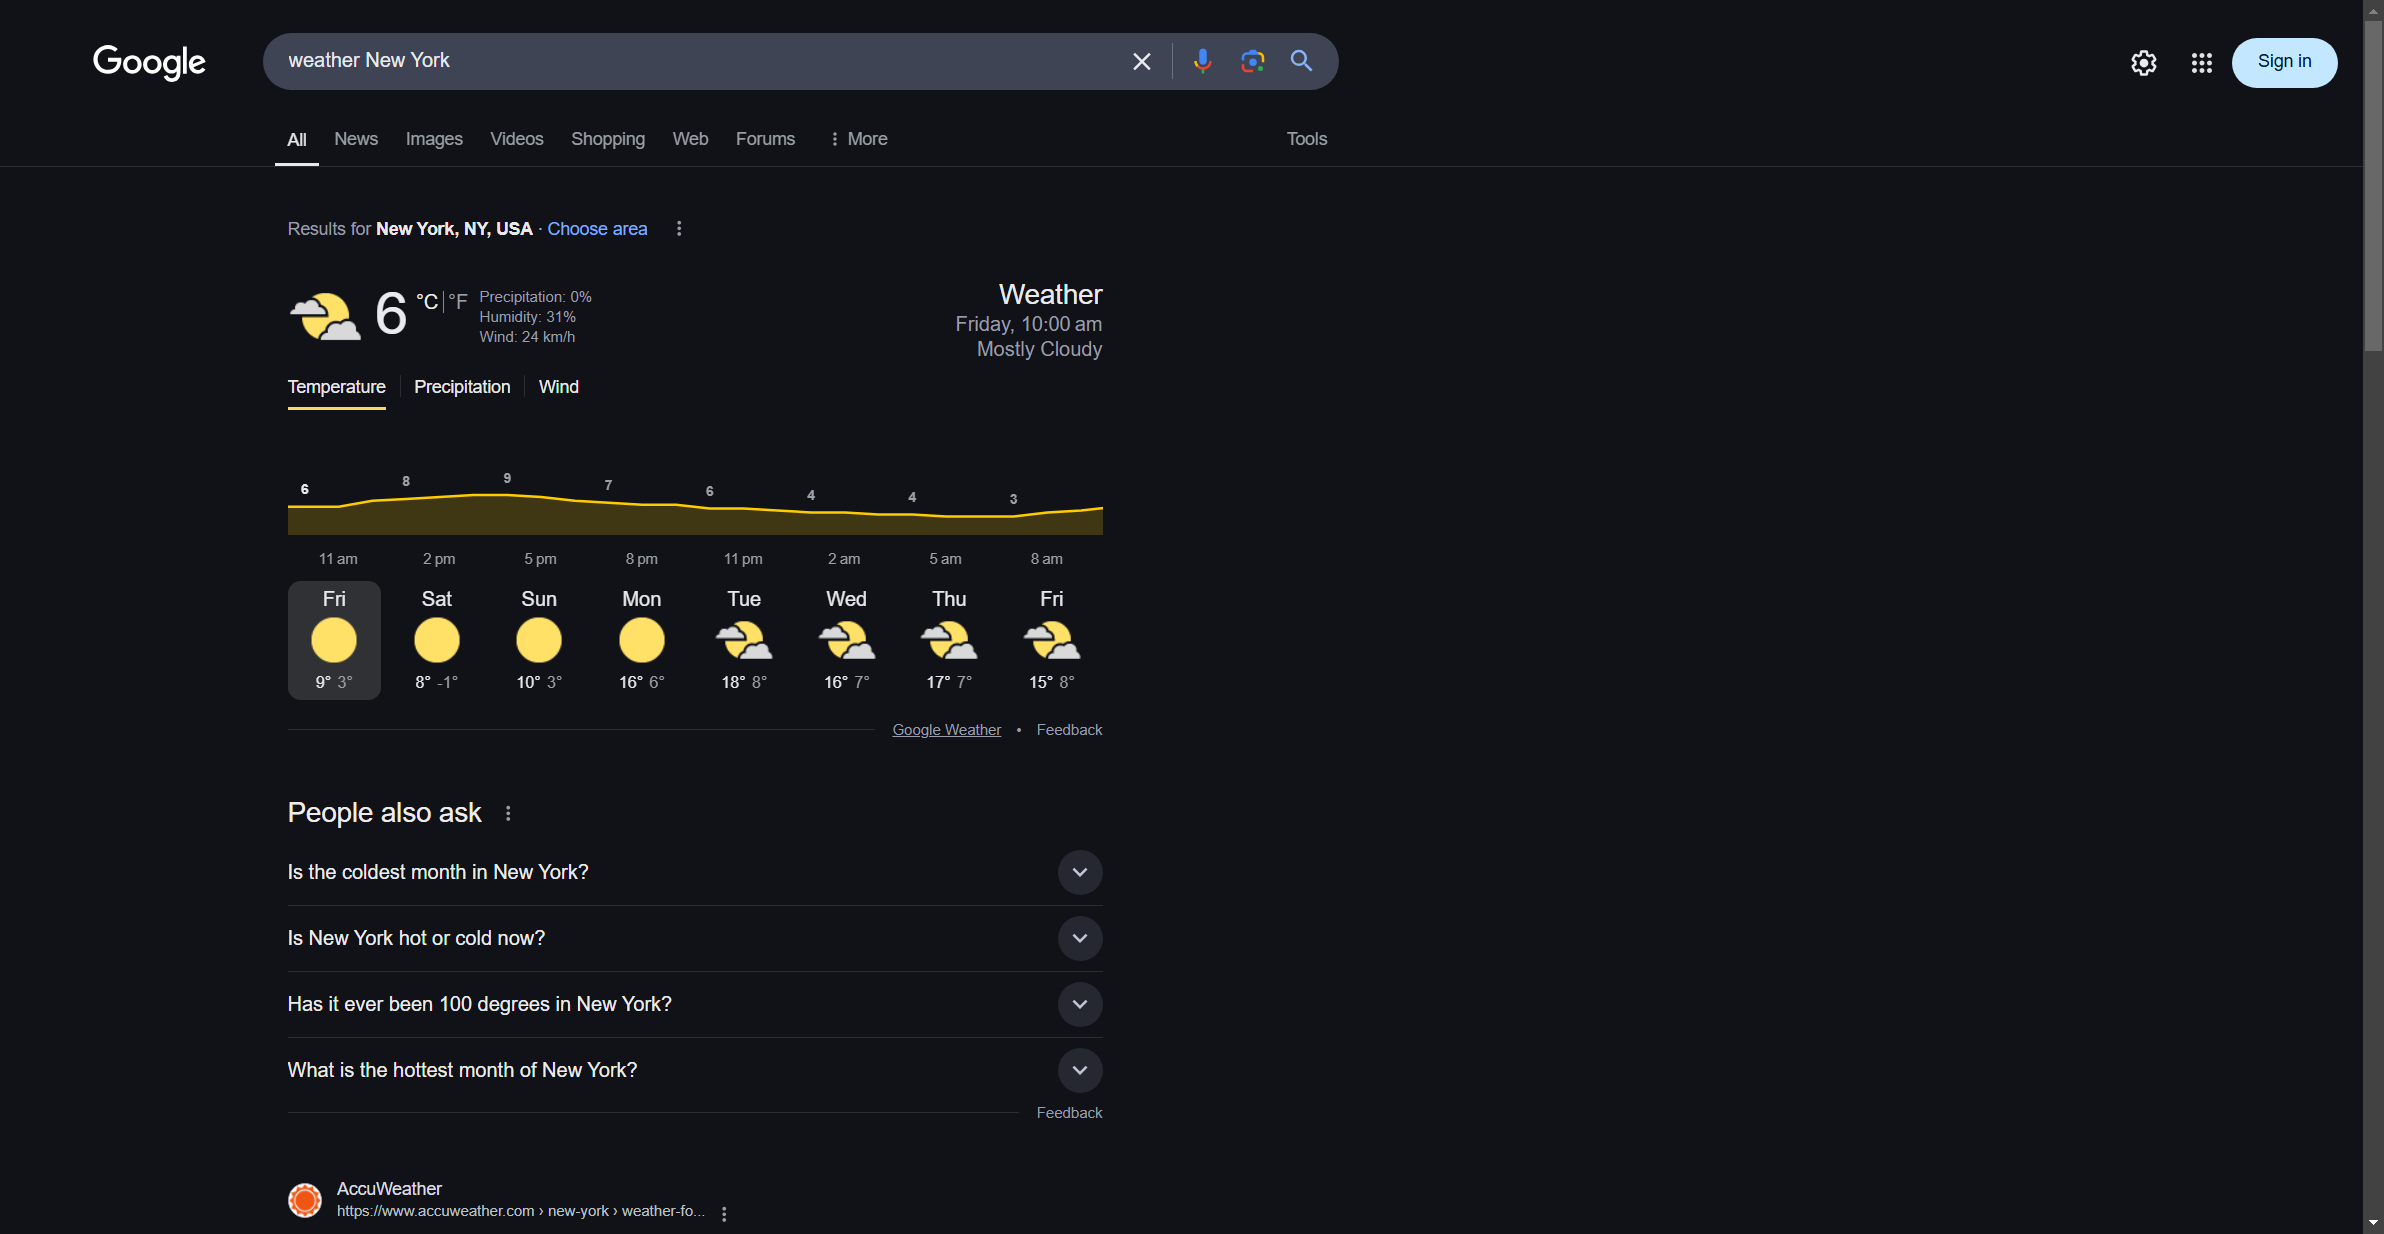 Google
weather New York
Sign in
All News Images Videos Shopping Web Forums More Tools
Results for New York, NY, USA · Choose area
6 °C | °F
Precipitation: 0%
Humidity: 31%
Wind: 24 km/h
Weather
Friday, 10:00 am
Mostly Cloudy
Temperature Precipitation Wind
6 8 9 7 6 4 4 3
11 am 2 pm 5 pm 8 pm 11 pm 2 am 5 am 8 am
Fri Sat Sun Mon Tue Wed Thu Fri
9° 3° 8° -1° 10° 3° 16° 6° 18° 8° 16° 7° 17° 7° 15° 8°
Google Weather • Feedback
People also ask
Is the coldest month in New York?
Is New York hot or cold now?
Has it ever been 100 degrees in New York?
What is the hottest month of New York?
Feedback
AccuWeather
https://www.accuweather.com › new-york › weather-fo...